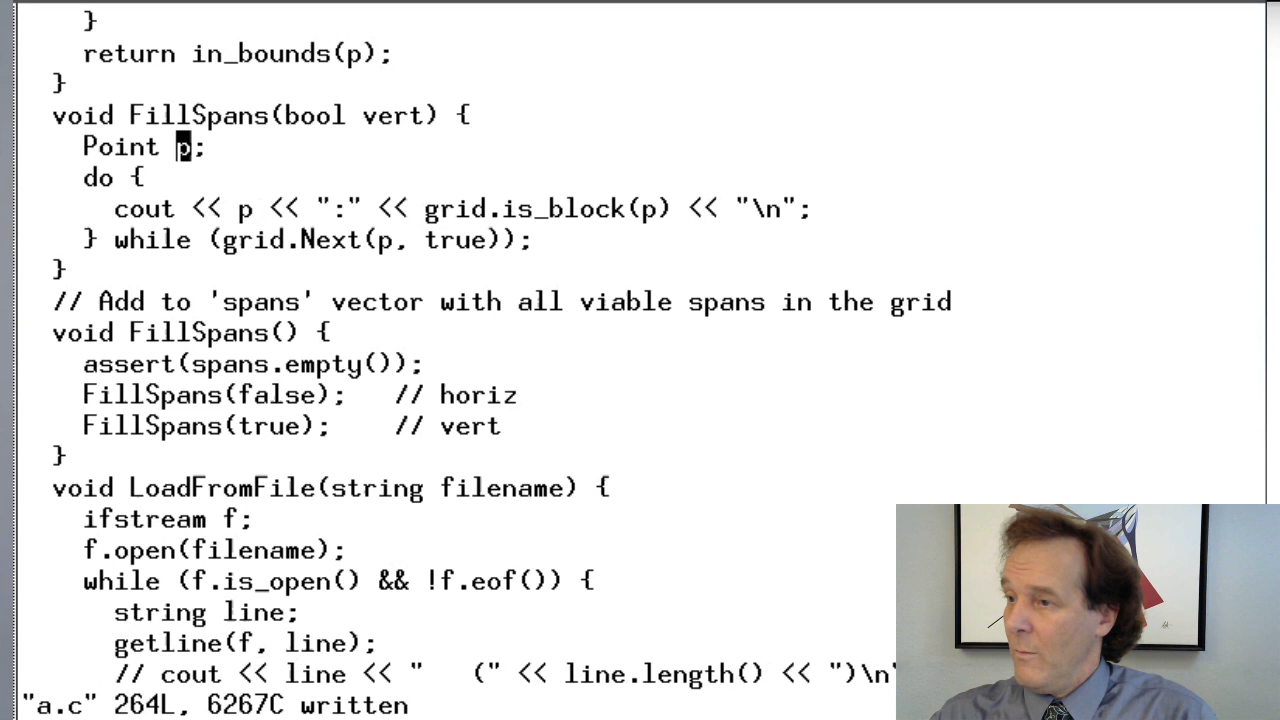 }
return in_bounds(p);
}
void FillSpans(bool vert) {
Point p;
do {
cout << p << ":" << grid.is_block(p) << "\n";
} while (grid.Next(p, true));
}
// Add to 'spans' vector with all viable spans in the grid
void FillSpans() {
assert(spans.empty());
FillSpans(false);   // horiz
FillSpans(true);    // vert
}
void LoadFromFile(string filename) {
ifstream f;
f.open(filename);
while (f.is_open() && !f.eof()) {
string line;
getline(f, line);
// cout << line << "   (" << line.length() << ")\n"
"a.c" 264L, 6267C written